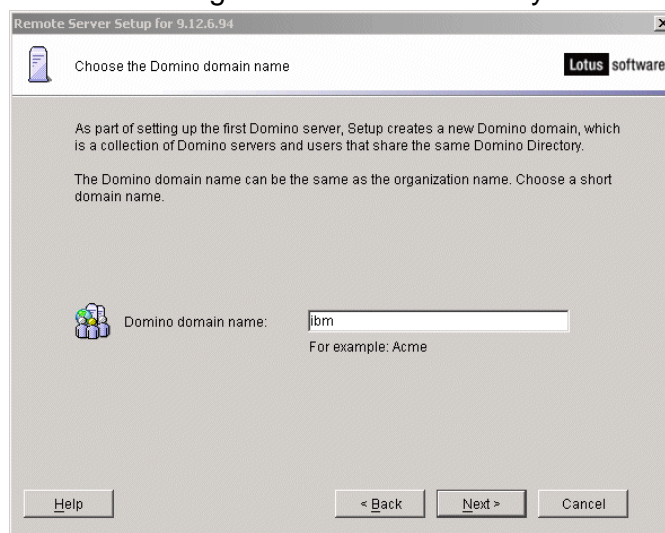 Remote Server Setup for 9.12.6.94
Choose the Domino domain name
Lotus software
As part of setting up the first Domino server, Setup creates a new Domino domain, which
is a collection of Domino servers and users that share the same Domino Directory.
The Domino domain name can be the same as the organization name. Choose a short
domain name.
Domino domain name:
ibm
For example: Acme
Help
< Back
Next >
Cancel